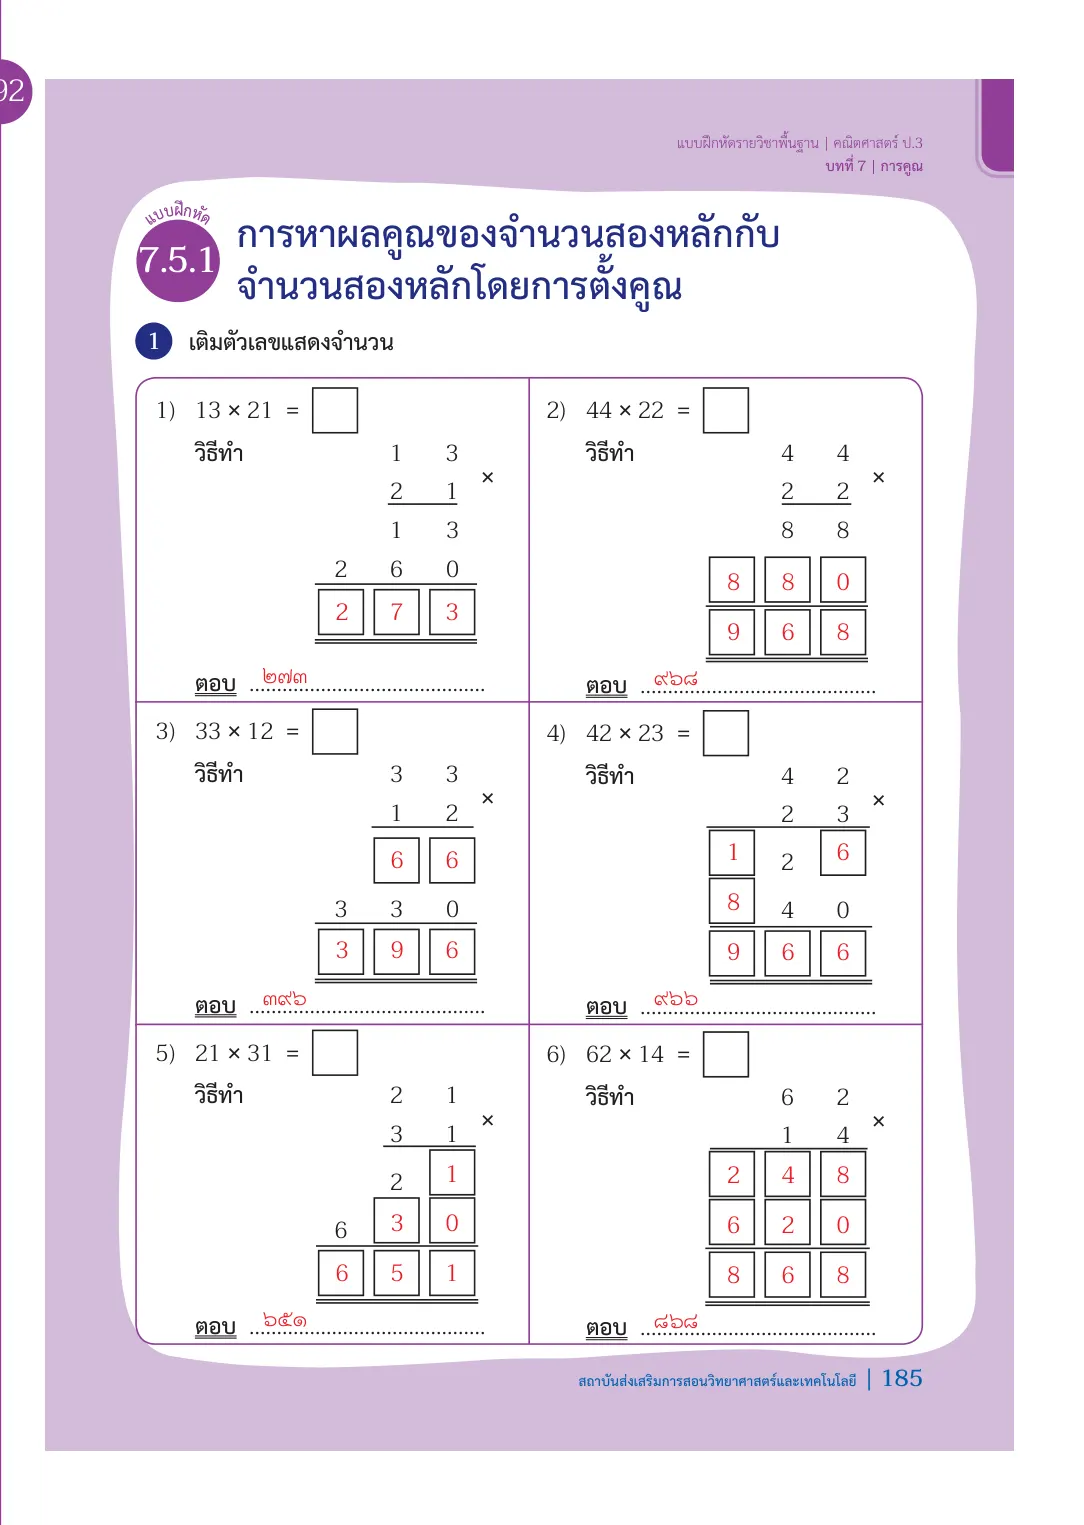 92
แบบฝึกหัดรายวิชาพื้นฐาน | คณิตศาสตร์ ป.3
บทที่ 7 | การคูณ
แบบฝึกหัด
7.5.1
การหาผลคูณของจำนวนสองหลักกับ
จำนวนสองหลักโดยการตั้งคูณ
1 เติมตัวเลขแสดงจำนวน
1) 13 × 21 =
วิธีทำ 1 3
×
2 1
1 3
2 6 0
2 7 3
ตอบ ๒๗๓
2) 44 × 22 =
วิธีทำ 4 4
×
2 2
8 8
8 8 0
9 6 8
ตอบ ๙๖๘
3) 33 × 12 =
วิธีทำ 3 3
×
1 2
6 6
3 3 0
3 9 6
ตอบ ๓๙๖
4) 42 × 23 =
วิธีทำ 4 2
×
2 3
1 2 6
8 4 0
9 6 6
ตอบ ๙๖๖
5) 21 × 31 =
วิธีทำ 2 1
×
3 1
2 1
6 3 0
6 5 1
ตอบ ๖๕๑
6) 62 × 14 =
วิธีทำ 6 2
×
1 4
2 4 8
6 2 0
8 6 8
ตอบ ๘๖๘
สถาบันส่งเสริมการสอนวิทยาศาสตร์และเทคโนโลยี | 185